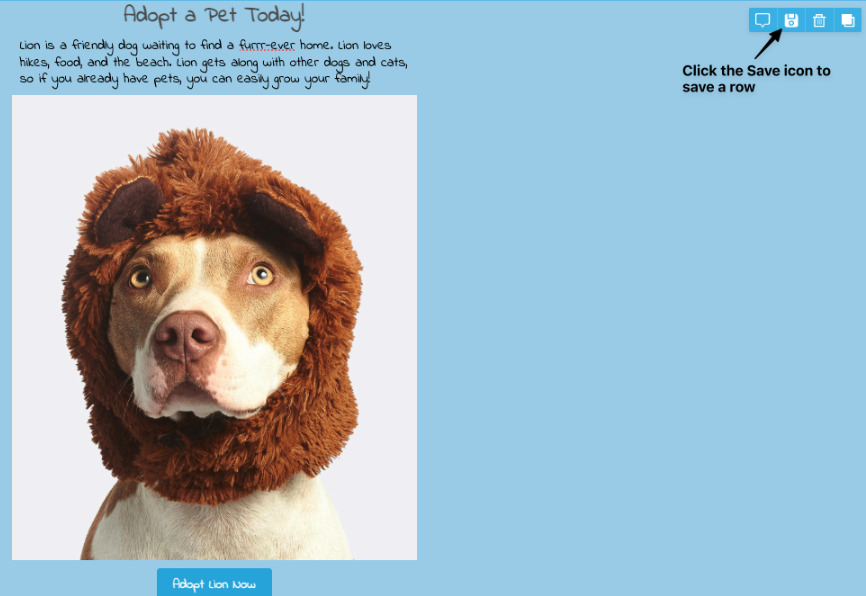 Adopt a Pet Today!
Click the Save icon to
save a row
Lion is a friendly dog waiting to find a furrr-ever home. Lion loves
hikes, food, and the beach. Lion gets along with other dogs and cats,
so if you already have pets, you can easily grow your family!
Adopt Lion Now